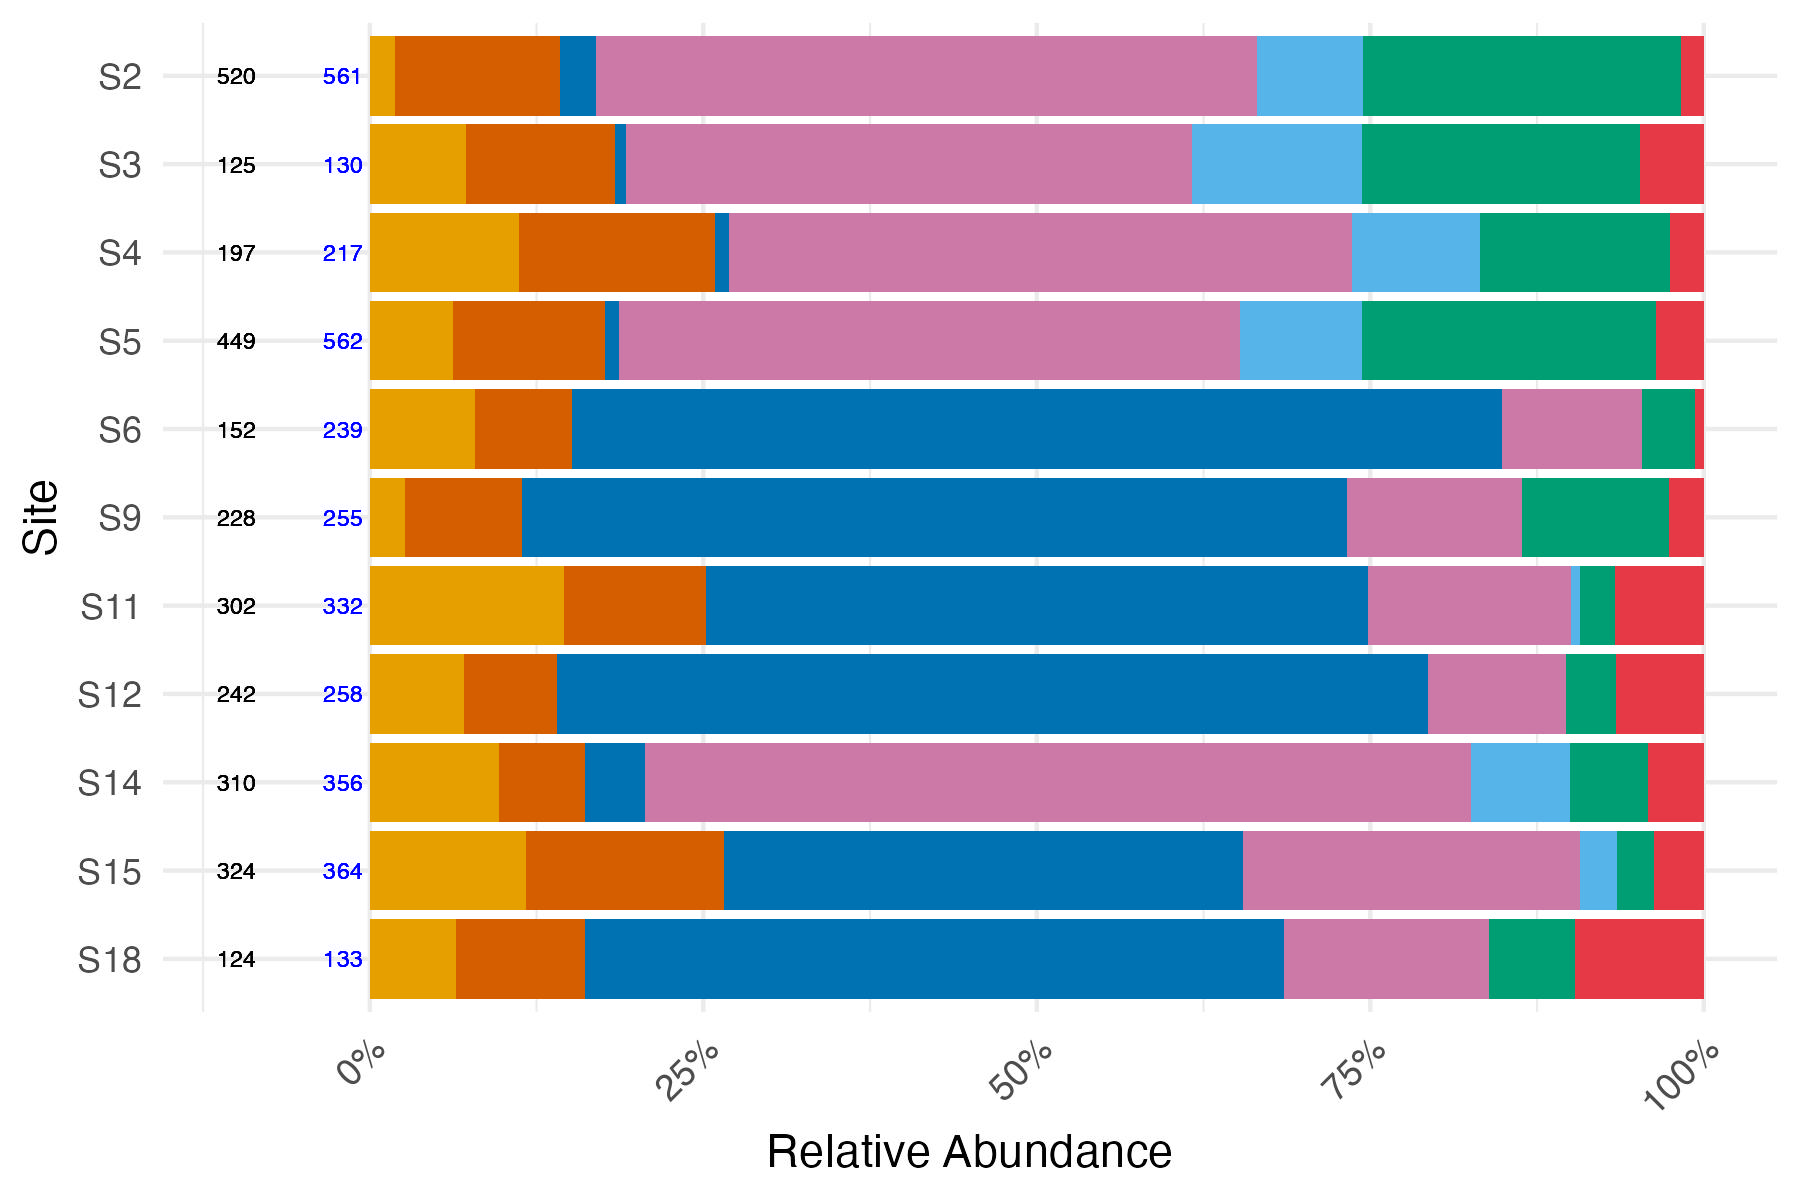 S2 520 561
S3 125 130
S4 197 217
S5 449 562
S6 152 239
S9 228 255
S11 302 332
S12 242 258
S14 310 356
S15 324 364
S18 124 133
Site
0% 25% 50% 75% 100%
Relative Abundance